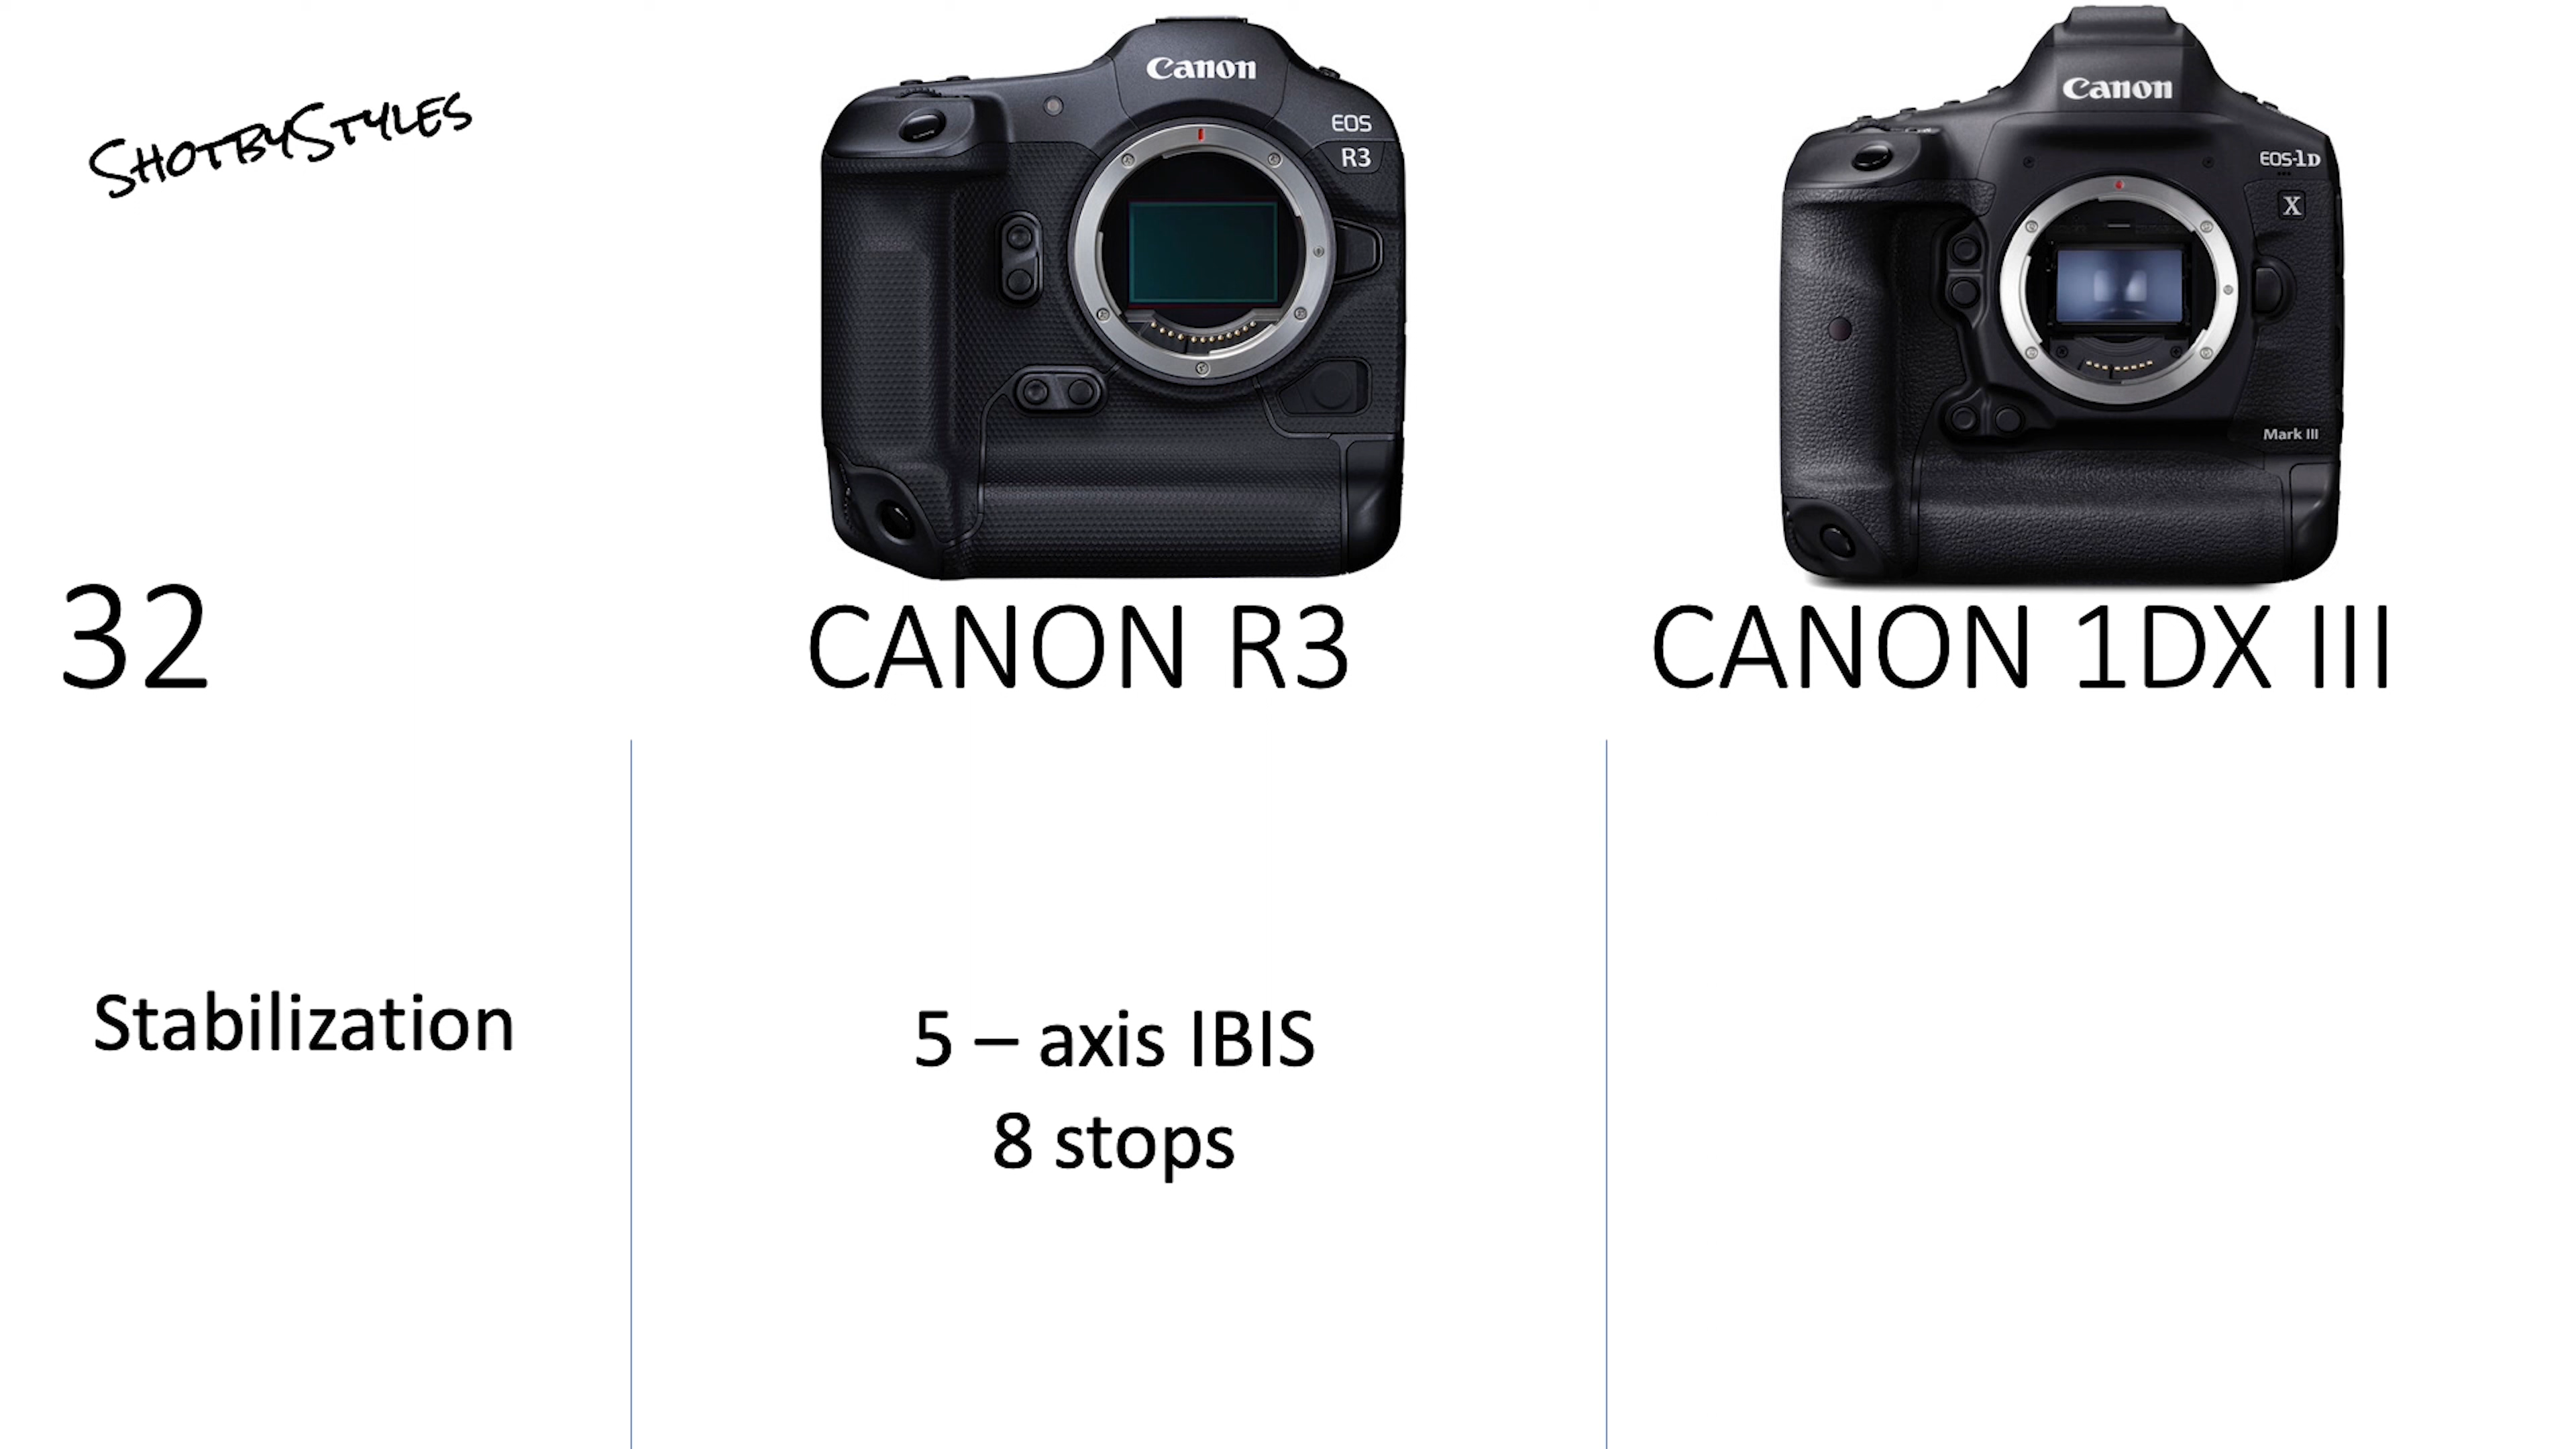 SHOTBYSTYLES
Canon
EOS
R3
Canon
EOS-1D
X
Mark III
32
CANON R3
CANON 1DX III
Stabilization
5 – axis IBIS
8 stops